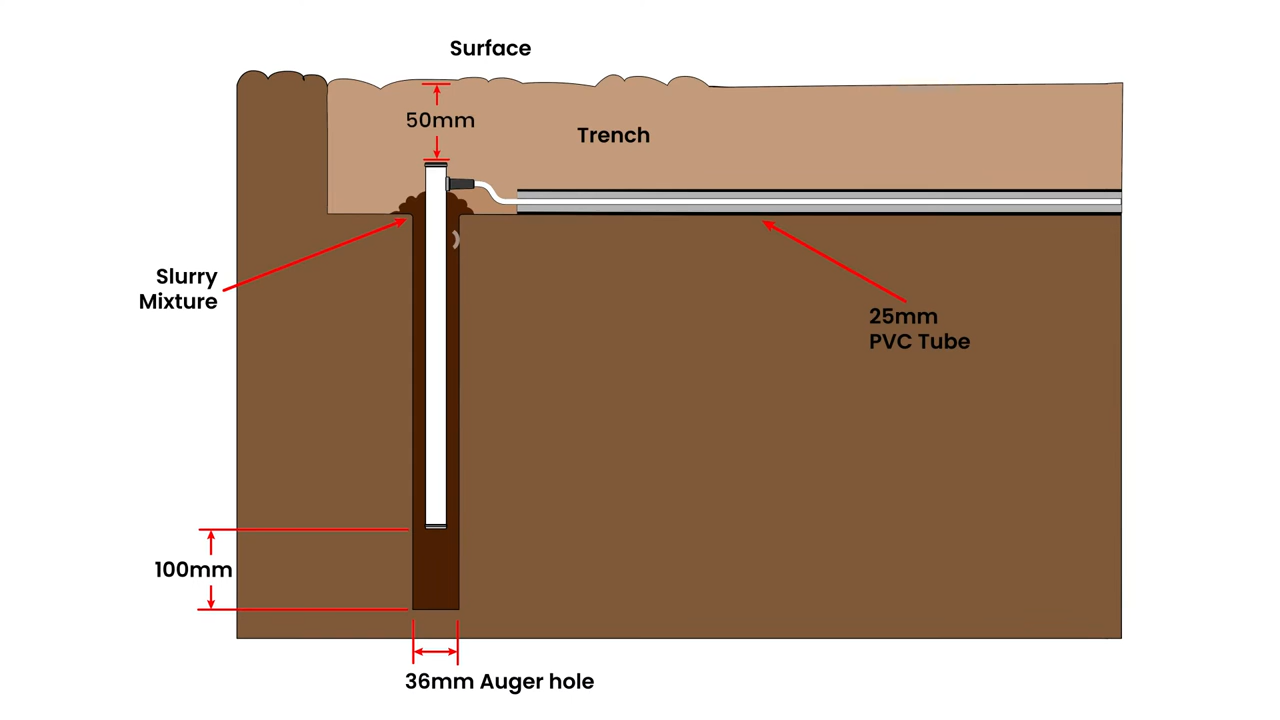 Surface
50mm
Trench
Slurry
Mixture
25mm
PVC Tube
100mm
36mm Auger hole